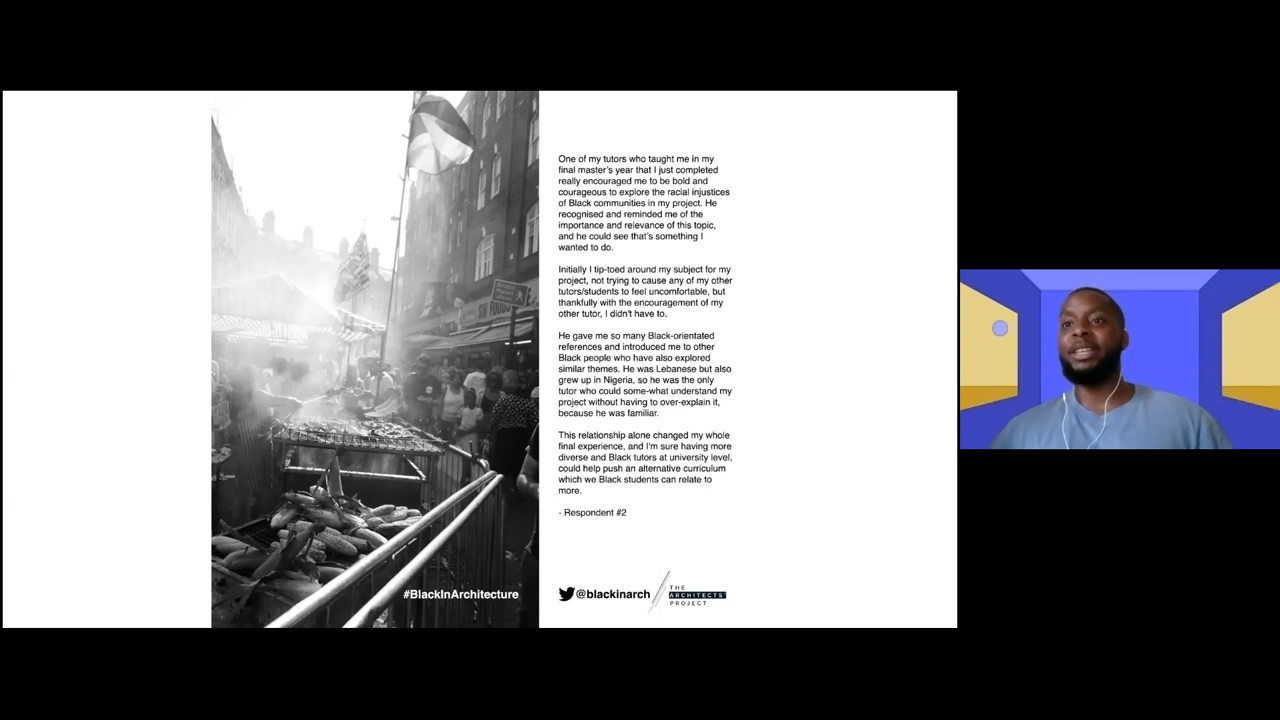 One of my tutors who taught me in my
final master's year that I just completed
really encouraged me to be bold and
courageous to explore the racial injustices
of Black communities in my project. He
recognised and reminded me of the
importance and relevance of this topic,
and he could see that's something I
wanted to do.
Initially I tip-toed around my subject for my
project, not trying to cause any of my other
tutors/students to feel uncomfortable, but
thankfully with the encouragement of my
other tutor, I didn't have to.
He gave me so many Black-orientated
references and introduced me to other
Black people who have also explored
similar themes. He was Lebanese but also
grew up in Nigeria, so he was the only
tutor who could some-what understand my
project without having to over-explain it,
because he was familiar.
This relationship alone changed my whole
final experience, and I'm sure having more
diverse and Black tutors at university level,
could help push an alternative curriculum
which we Black students can relate to
more.
- Respondent #2
#BlackInArchitecture
@blackinarch
THE
ARCHITECTS'
PROJECT